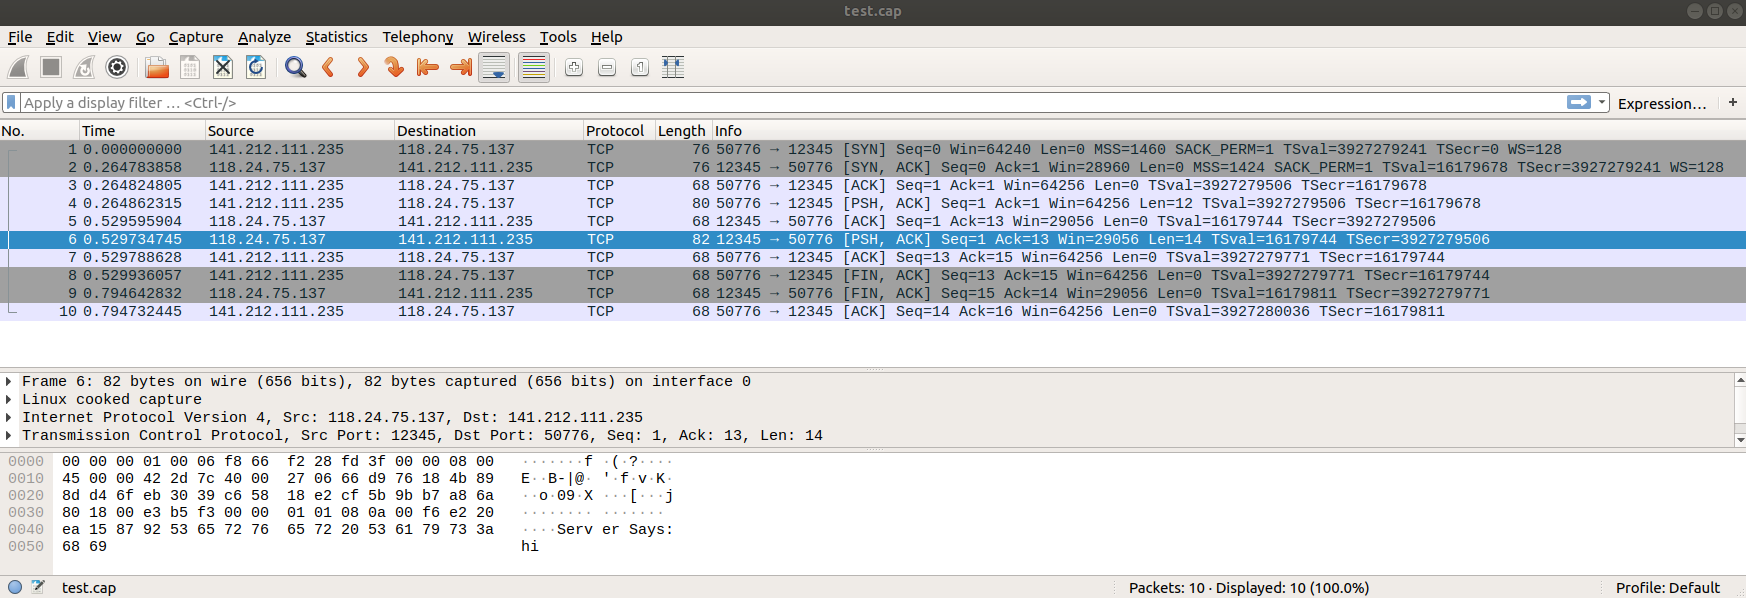 test.cap
File Edit View Go Capture Analyze Statistics Telephony Wireless Tools Help
Apply a display filter … <Ctrl-/> Expression… +
No. Time Source Destination Protocol Length Info
1 0.000000000 141.212.111.235 118.24.75.137 TCP 76 50776 → 12345 [SYN] Seq=0 Win=64240 Len=0 MSS=1460 SACK_PERM=1 TSval=3927279241 TSecr=0 WS=128
2 0.264783858 118.24.75.137 141.212.111.235 TCP 76 12345 → 50776 [SYN, ACK] Seq=0 Ack=1 Win=28960 Len=0 MSS=1424 SACK_PERM=1 TSval=16179678 TSecr=3927279241 WS=128
3 0.264824805 141.212.111.235 118.24.75.137 TCP 68 50776 → 12345 [ACK] Seq=1 Ack=1 Win=64256 Len=0 TSval=3927279506 TSecr=16179678
4 0.264862315 141.212.111.235 118.24.75.137 TCP 80 50776 → 12345 [PSH, ACK] Seq=1 Ack=1 Win=64256 Len=12 TSval=3927279506 TSecr=16179678
5 0.529595904 118.24.75.137 141.212.111.235 TCP 68 12345 → 50776 [ACK] Seq=1 Ack=13 Win=29056 Len=0 TSval=16179744 TSecr=3927279506
6 0.529734745 118.24.75.137 141.212.111.235 TCP 82 12345 → 50776 [PSH, ACK] Seq=1 Ack=13 Win=29056 Len=14 TSval=16179744 TSecr=3927279506
7 0.529788628 141.212.111.235 118.24.75.137 TCP 68 50776 → 12345 [ACK] Seq=13 Ack=15 Win=64256 Len=0 TSval=3927279771 TSecr=16179744
8 0.529936057 141.212.111.235 118.24.75.137 TCP 68 50776 → 12345 [FIN, ACK] Seq=13 Ack=15 Win=64256 Len=0 TSval=3927279771 TSecr=16179744
9 0.794642832 118.24.75.137 141.212.111.235 TCP 68 12345 → 50776 [FIN, ACK] Seq=15 Ack=14 Win=29056 Len=0 TSval=16179811 TSecr=3927279771
10 0.794732445 141.212.111.235 118.24.75.137 TCP 68 50776 → 12345 [ACK] Seq=14 Ack=16 Win=64256 Len=0 TSval=3927280036 TSecr=16179811
Frame 6: 82 bytes on wire (656 bits), 82 bytes captured (656 bits) on interface 0
Linux cooked capture
Internet Protocol Version 4, Src: 118.24.75.137, Dst: 141.212.111.235
Transmission Control Protocol, Src Port: 12345, Dst Port: 50776, Seq: 1, Ack: 13, Len: 14
0000 00 00 00 01 00 06 f8 66 f2 28 fd 3f 00 00 08 00 ·······f ·(·?····
0010 45 00 00 42 2d 7c 40 00 27 06 66 d9 76 18 4b 89 E··B-|@· '·f·v·K·
0020 8d d4 6f eb 30 39 c6 58 18 e2 cf 5b 9b b7 a8 6a ··o·09·X ···[···j
0030 80 18 00 e3 b5 f3 00 00 01 01 08 0a 00 f6 e2 20 ········ ·······
0040 ea 15 87 92 53 65 72 76 65 72 20 53 61 79 73 3a ····Serv er Says:
0050 68 69 hi
test.cap Packets: 10 · Displayed: 10 (100.0%) Profile: Default